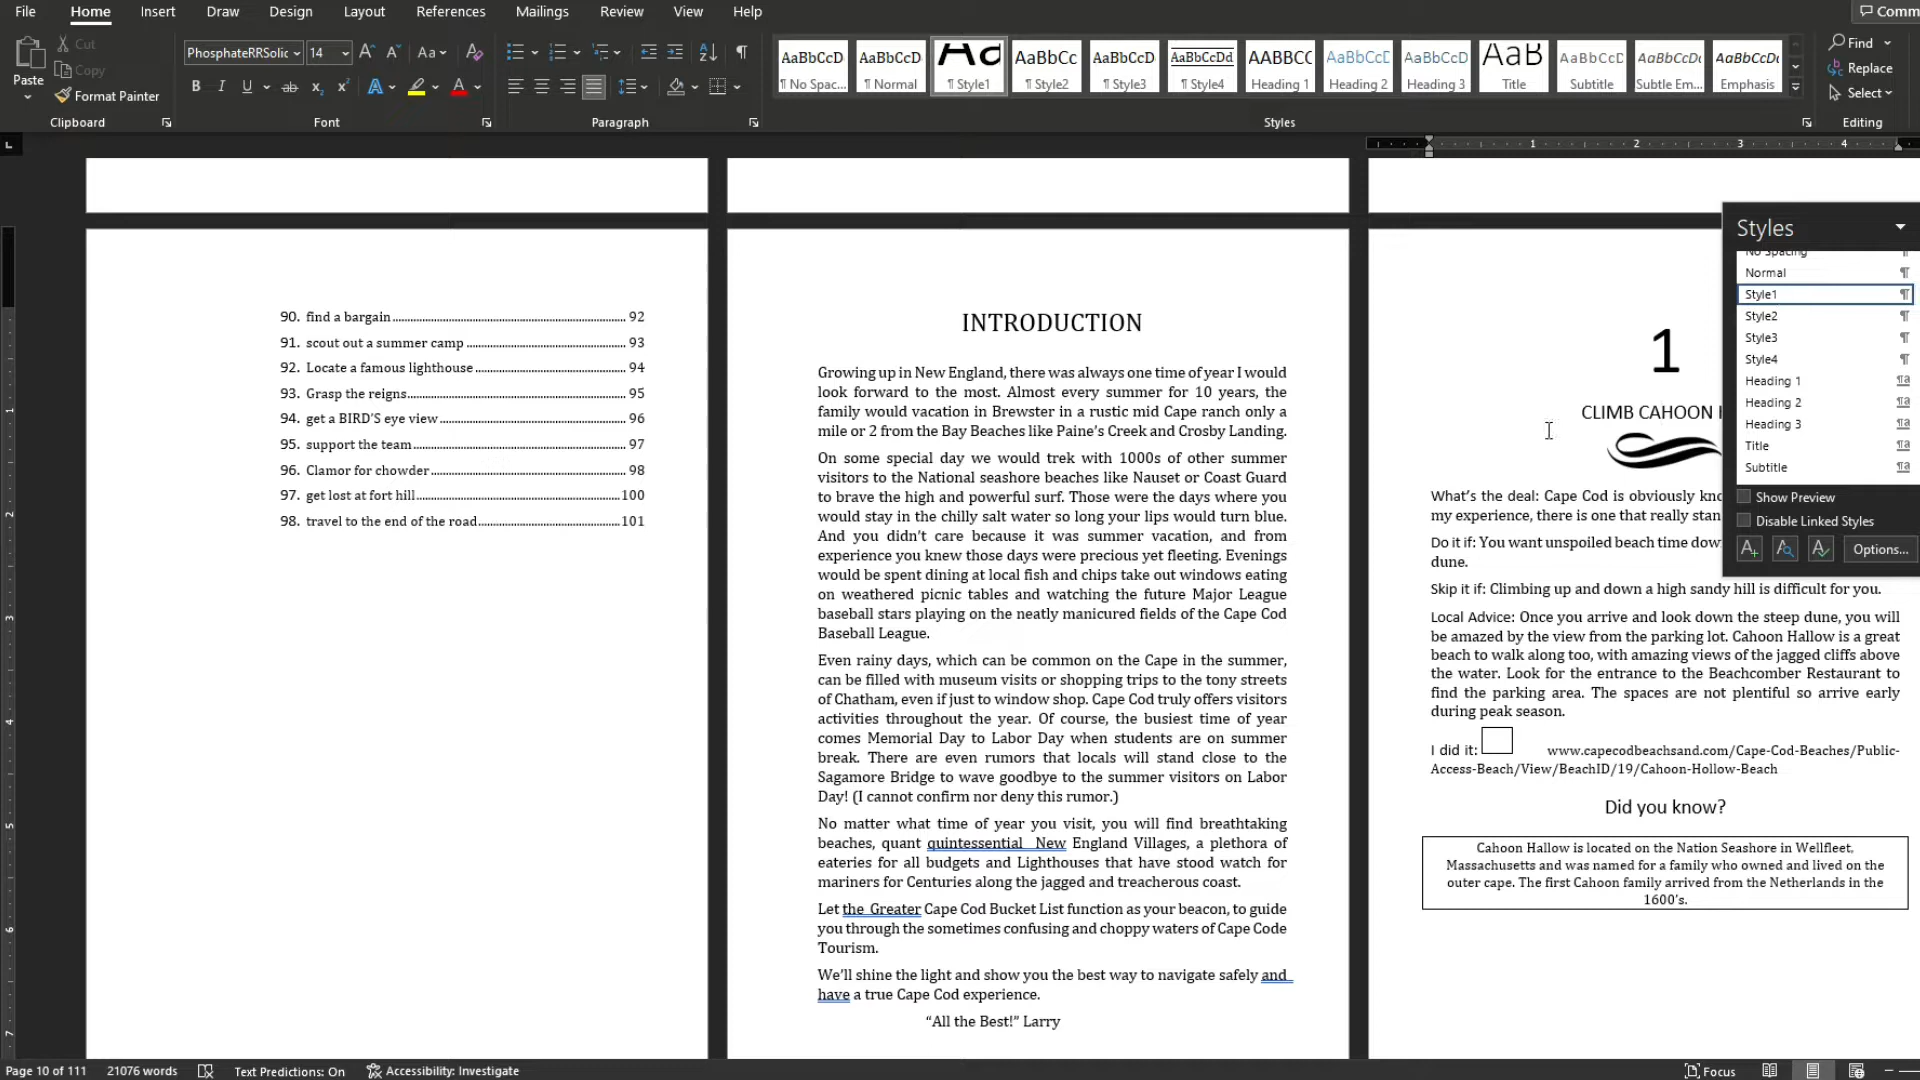 File Home Insert Draw Design Layout References Mailings Review View Help
Paste
Cut
Copy
Format Painter
Clipboard
PhosphateRRSolic 14
Font
Paragraph
AaBbCcD AaBbCcD AaBbCc AaBbCcD AaBbCcDd AABBCC AaBbCcD AaBbCcD AaB AaBbCcD
¶ No Spac... ¶ Normal ¶ Style1 ¶ Style2 ¶ Style3 ¶ Style4 Heading 1 Heading 2 Heading 3 Title Subtitle Subtle Em... Emphasis
Styles
Find
Replace
Select
Editing
90. find a bargain 92
91. scout out a summer camp 93
92. Locate a famous lighthouse 94
93. Grasp the reigns 95
94. get a BIRD'S eye view 96
95. support the team 97
96. Clamor for chowder 98
97. get lost at fort hill 100
98. travel to the end of the road 101
INTRODUCTION
Growing up in New England, there was always one time of year I would
look forward to the most. Almost every summer for 10 years, the
family would vacation in Brewster in a rustic mid Cape ranch only a
mile or 2 from the Bay Beaches like Paine's Creek and Crosby Landing.
On some special day we would trek with 1000s of other summer
visitors to the National seashore beaches like Nauset or Coast Guard
to brave the high and powerful surf. Those were the days where you
would stay in the chilly salt water so long your lips would turn blue.
And you didn't care because it was summer vacation, and from
experience you knew those days were precious yet fleeting. Evenings
would be spent dining at local fish and chips take out windows eating
on weathered picnic tables and watching the future Major League
baseball stars playing on the neatly manicured fields of the Cape Cod
Baseball League.
Even rainy days, which can be common on the Cape in the summer,
can be filled with museum visits or shopping trips to the tony streets
of Chatham, even if just to window shop. Cape Cod truly offers visitors
activities throughout the year. Of course, the busiest time of year
comes Memorial Day to Labor Day when students are on summer
break. There are even rumors that locals will stand close to the
Sagamore Bridge to wave goodbye to the summer visitors on Labor
Day! (I cannot confirm nor deny this rumor.)
No matter what time of year you visit, you will find breathtaking
beaches, quant quintessential New England Villages, a plethora of
eateries for all budgets and Lighthouses that have stood watch for
mariners for Centuries along the jagged and treacherous coast.
Let the Greater Cape Cod Bucket List function as your beacon, to guide
you through the sometimes confusing and choppy waters of Cape Code
Tourism.
We'll shine the light and show you the best way to navigate safely and
have a true Cape Cod experience.
“All the Best!” Larry
1
CLIMB CAHOON
What's the deal: Cape Cod is obviously
my experience, there is one that really
Do it if: You want unspoiled beach time
dune.
Skip it if: Climbing up and down a high sandy hill is difficult for you.
Local Advice: Once you arrive and look down the steep dune, you will
be amazed by the view from the parking lot. Cahoon Hallow is a great
beach to walk along too, with amazing views of the jagged cliffs above
the water. Look for the entrance to the Beachcomber Restaurant to
find the parking area. The spaces are not plentiful so arrive early
during peak season.
I did it: www.capecodbeachsand.com/Cape-Cod-Beaches/Public-
Access-Beach/View/BeachID/19/Cahoon-Hollow-Beach
Did you know?
Cahoon Hallow is located on the Nation Seashore in Wellfleet,
Massachusetts and was named for a family who owned and lived on the
outer cape. The first Cahoon family arrived from the Netherlands in the
1600's.
Styles
No Spacing
Normal
Style1
Style2
Style3
Style4
Heading 1
Heading 2
Heading 3
Title
Subtitle
Show Preview
Disable Linked Styles
Options...
Page 10 of 111 21076 words Text Predictions: On Accessibility: Investigate Focus